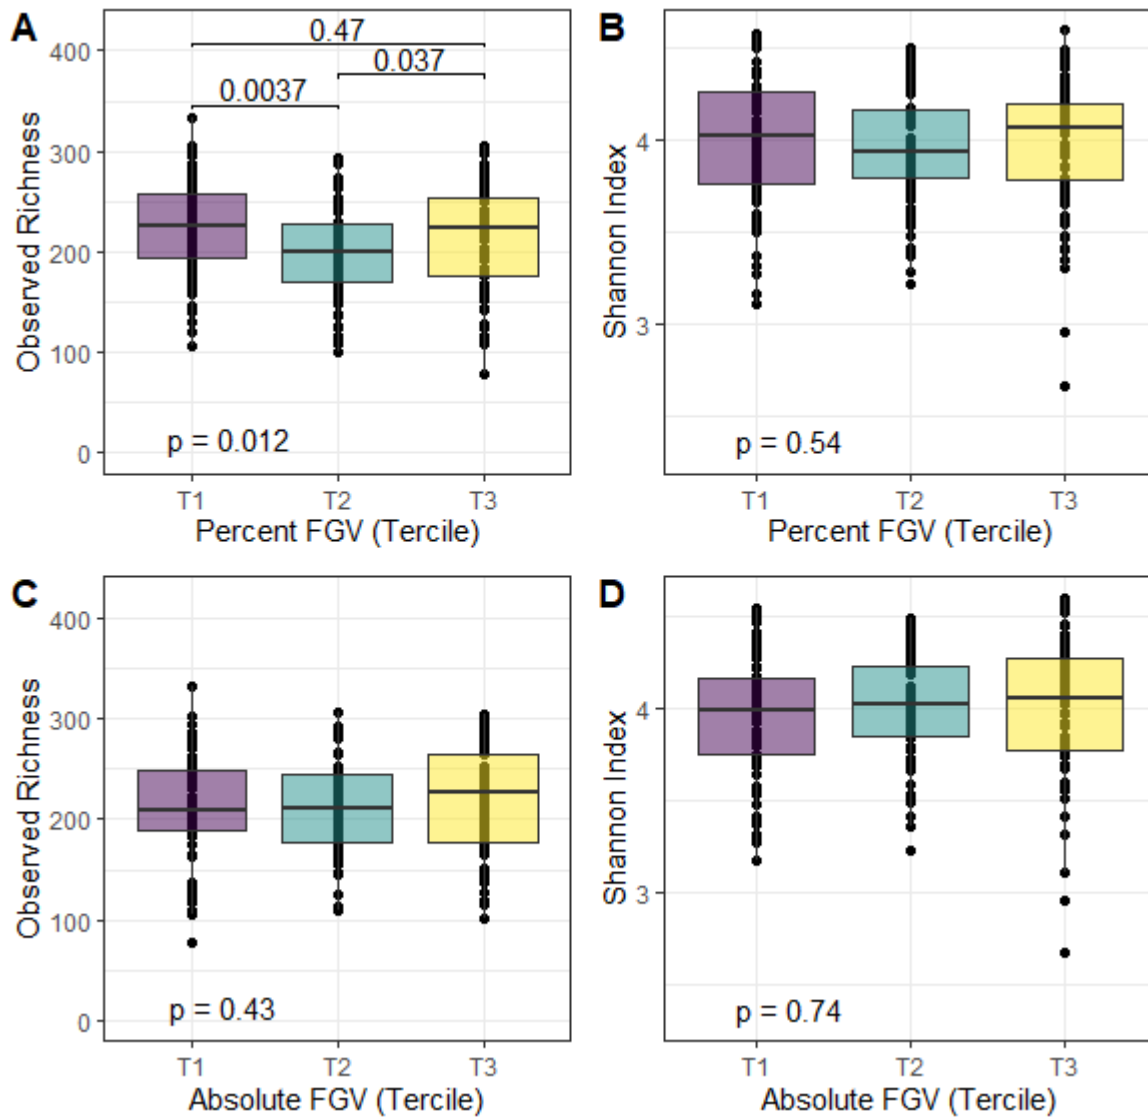 A
Observed Richness
400
300
200
100
0
0.47
0.037
0.0037
p = 0.012
T1 T2 T3
Percent FGV (Tercile)
B
Shannon Index
4
3
p = 0.54
T1 T2 T3
Percent FGV (Tercile)
C
Observed Richness
400
300
200
100
0
p = 0.43
T1 T2 T3
Absolute FGV (Tercile)
D
Shannon Index
4
3
p = 0.74
T1 T2 T3
Absolute FGV (Tercile)